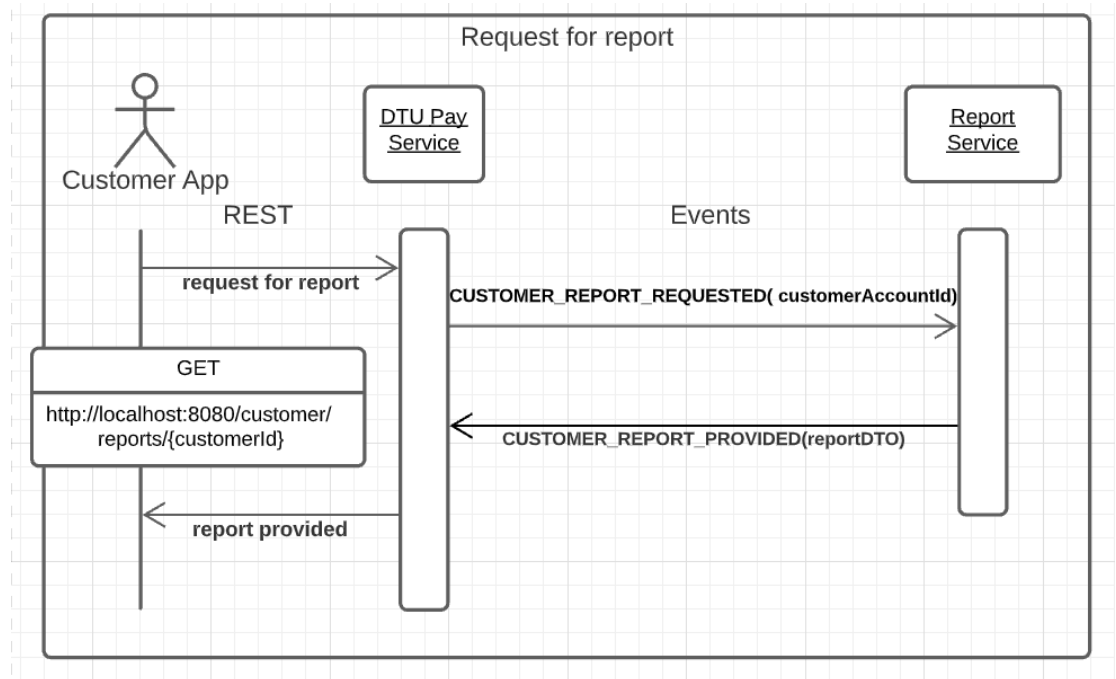 Request for report
Customer App
DTU Pay
Service
Report
Service
REST
Events
request for report
CUSTOMER_REPORT_REQUESTED( customerAccountId)
GET
http://localhost:8080/customer/
reports/{customerId}
CUSTOMER_REPORT_PROVIDED(reportDTO)
report provided